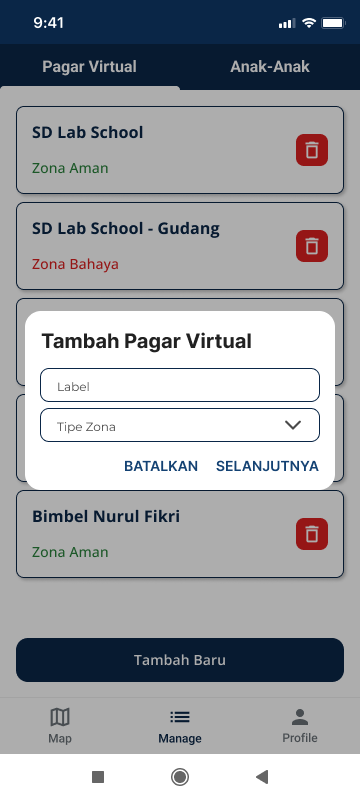 9:41
Pagar Virtual
Anak-Anak
SD Lab School
Zona Aman
SD Lab School - Gudang
Zona Bahaya
Tambah Pagar Virtual
Label
Tipe Zona
BATALKAN
SELANJUTNYA
Bimbel Nurul Fikri
Zona Aman
Tambah Baru
Map
Manage
Profile